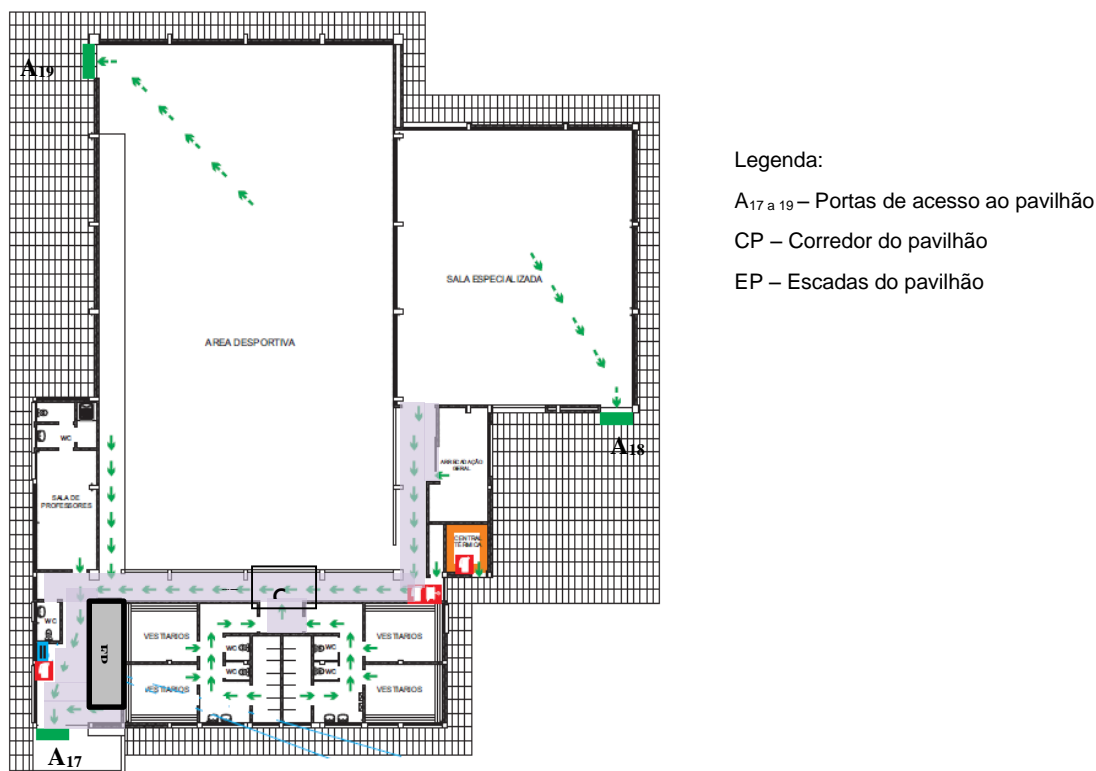 A19
Legenda:
A17 a 19 – Portas de acesso ao pavilhão
CP – Corredor do pavilhão
EP – Escadas do pavilhão
SALA ESPECIALIZADA
AREA DESPORTIVA
A18
WC
ARRECADAÇÃO
GERAL
SALA DE
PROFESSORES
CENTRAL
TÉRMICA
WC
VESTIARIOS
VESTIARIOS
WC
WC
WC
WC
VESTIARIOS
VESTIARIOS
A17